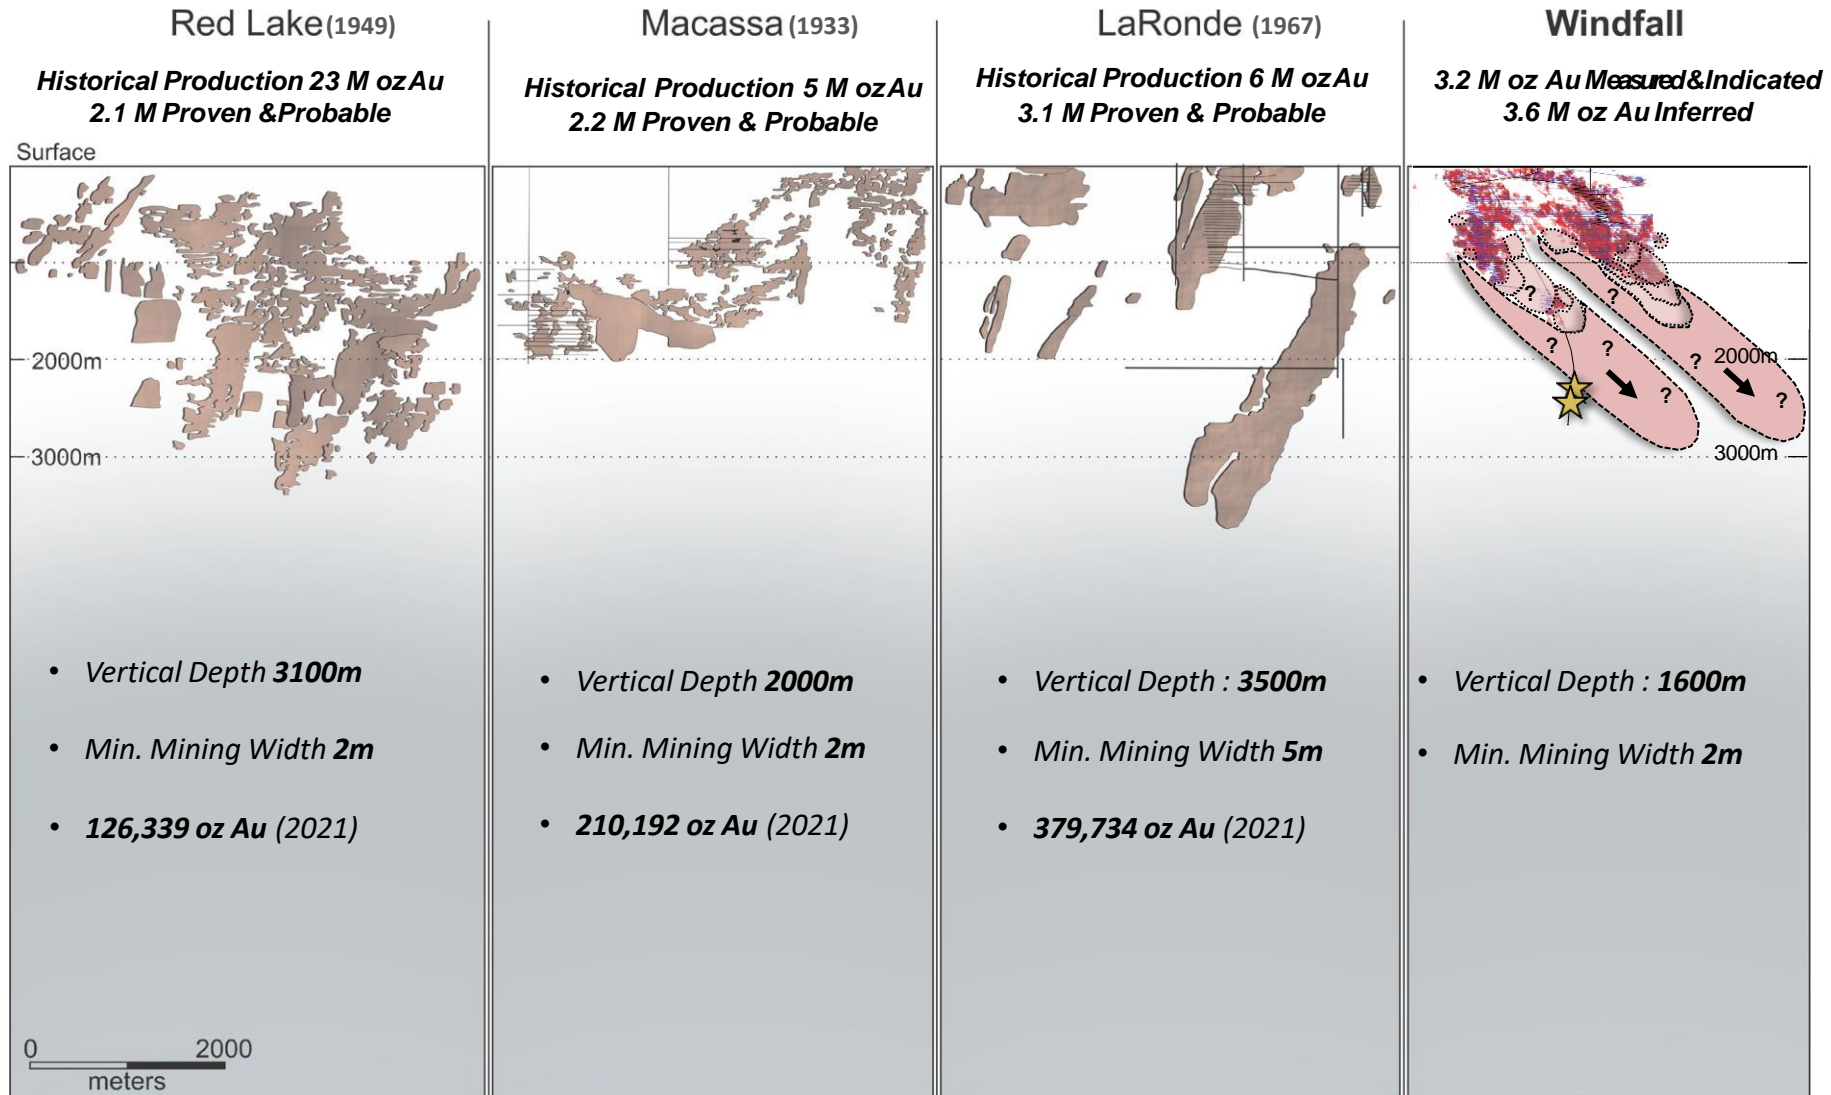 Red Lake (1949)
Historical Production 23 M oz Au
2.1 M Proven & Probable
Surface
2000m
3000m
• Vertical Depth 3100m
• Min. Mining Width 2m
• 126,339 oz Au (2021)
0 2000
meters
Macassa (1933)
Historical Production 5 M oz Au
2.2 M Proven & Probable
• Vertical Depth 2000m
• Min. Mining Width 2m
• 210,192 oz Au (2021)
LaRonde (1967)
Historical Production 6 M oz Au
3.1 M Proven & Probable
• Vertical Depth : 3500m
• Min. Mining Width 5m
• 379,734 oz Au (2021)
Windfall
3.2 M oz Au Measured & Indicated
3.6 M oz Au Inferred
?
?
?
?
?
2000m
?
?
3000m
• Vertical Depth : 1600m
• Min. Mining Width 2m